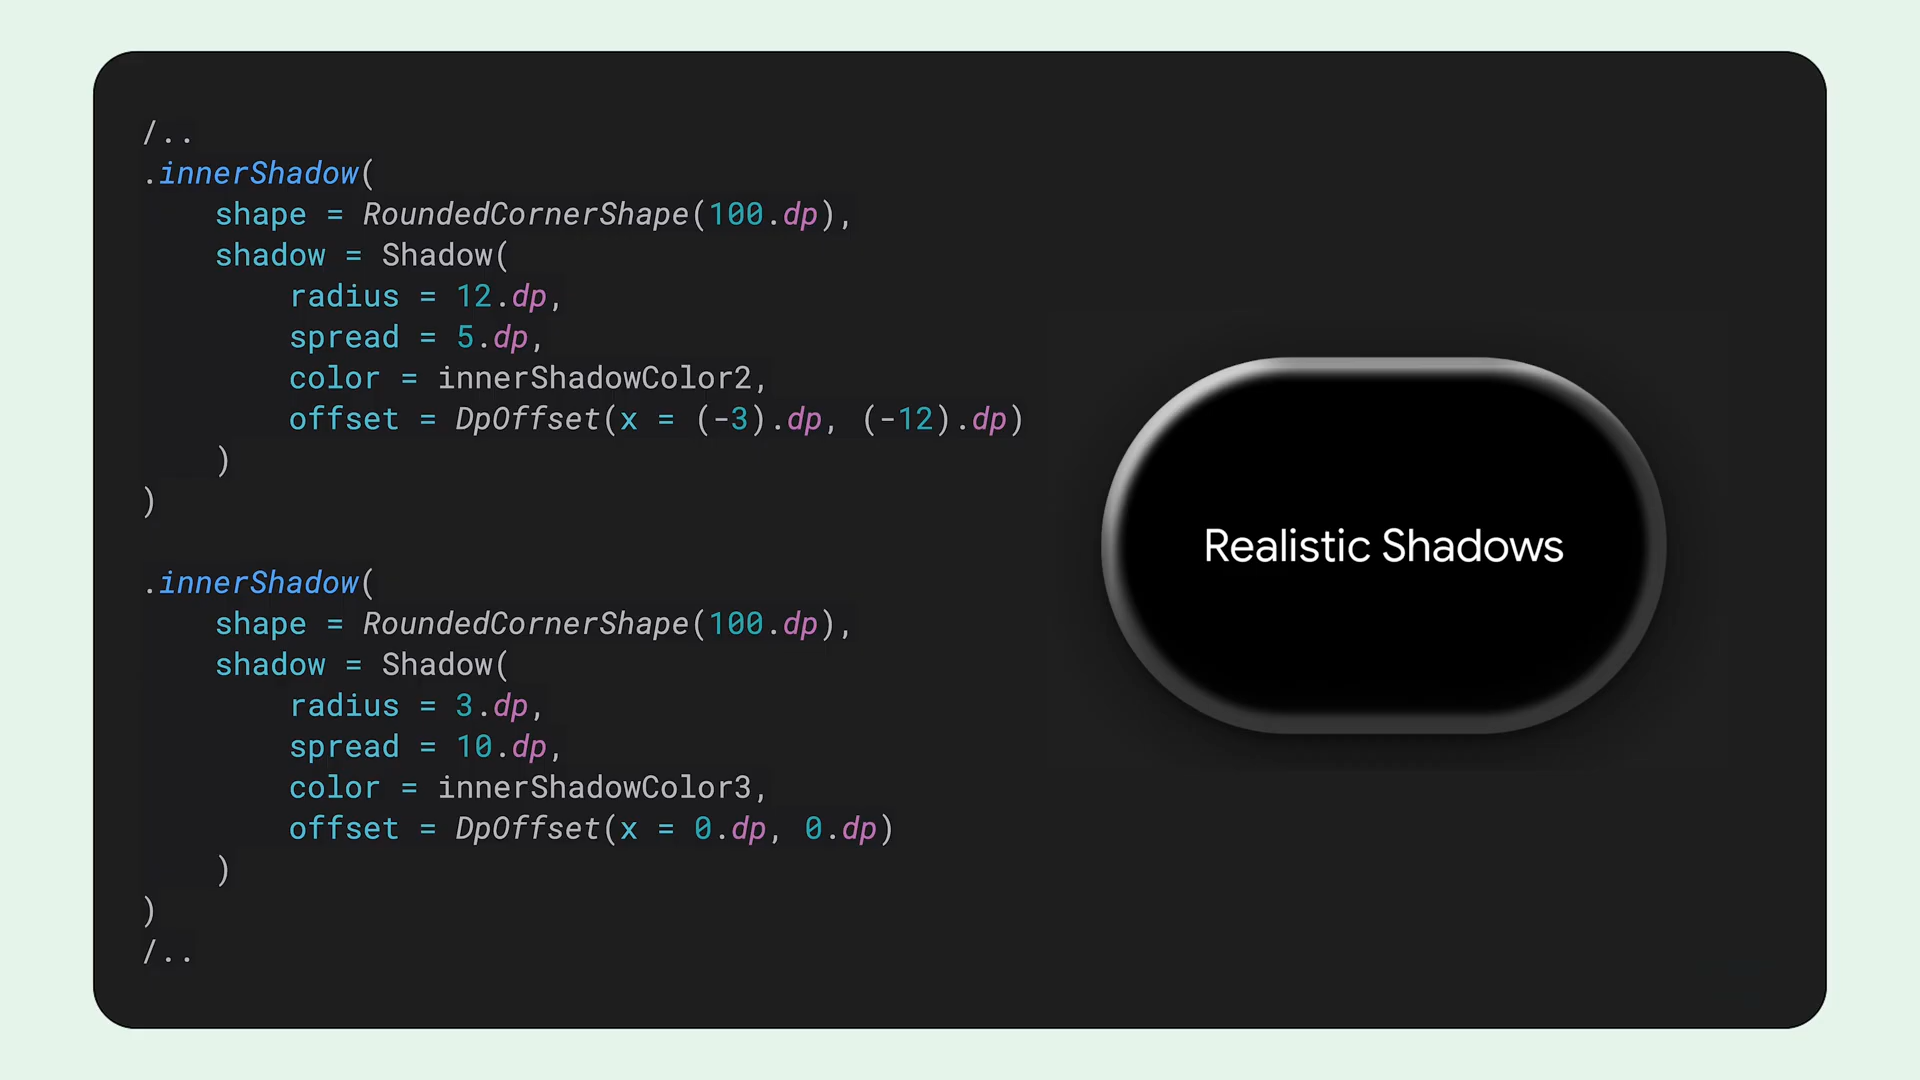 /..
.innerShadow(
    shape = RoundedCornerShape(100.dp),
    shadow = Shadow(
        radius = 12.dp,
        spread = 5.dp,
        color = innerShadowColor2,
        offset = DpOffset(x = (-3).dp, (-12).dp)
    )
)

.innerShadow(
    shape = RoundedCornerShape(100.dp),
    shadow = Shadow(
        radius = 3.dp,
        spread = 10.dp,
        color = innerShadowColor3,
        offset = DpOffset(x = 0.dp, 0.dp)
    )
)
/..
Realistic Shadows